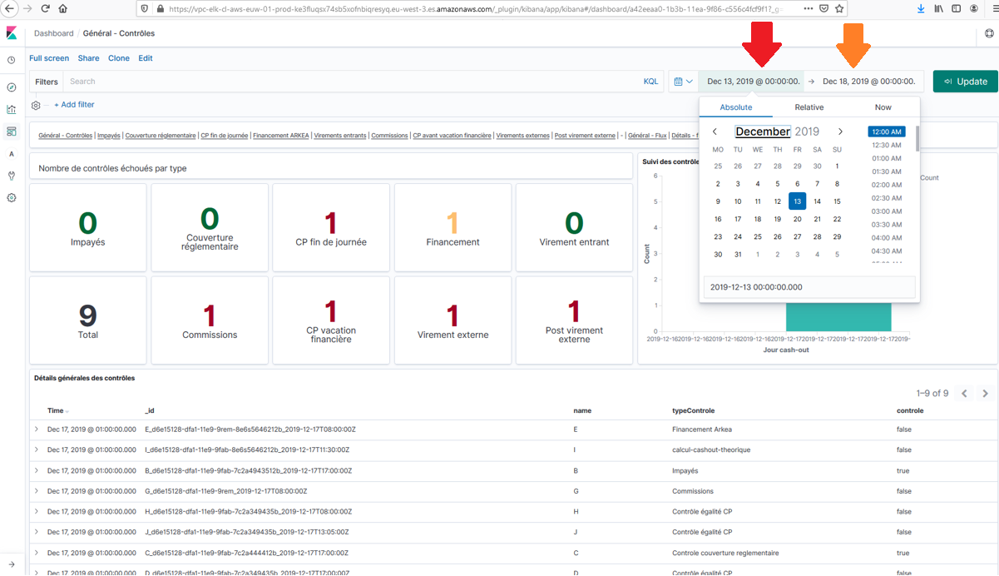 https://vpc-elk-cl-aws-euw-01-prod-ke3fluqsx74sb5xofnbiqresyq.eu-west-3.es.amazonaws.com/_plugin/kibana/app/kibana#/dashboard/a42eeaa0-1b3b-11ea-9f86-c556c4fcf9f1?_g=
Dashboard / Général - Contrôles
Full screen Share Clone Edit
Filters Search KQL Dec 13, 2019 @ 00:00:00. → Dec 18, 2019 @ 00:00:00. Update
+ Add filter
Absolute Relative Now
December 2019
MO TU WE TH FR SA SU
25 26 27 28 29 30 1
2 3 4 5 6 7 8
9 10 11 12 13 14 15
16 17 18 19 20 21 22
23 24 25 26 27 28 29
30 31 1 2 3 4 5
12:00 AM
12:30 AM
01:00 AM
01:30 AM
02:00 AM
02:30 AM
03:00 AM
03:30 AM
04:00 AM
04:30 AM
2019-12-13 00:00:00.000
Général - Contrôles | Impayés | Couverture réglementaire | CP fin de journée | Financement ARKEA | Virements entrants | Commissions | CP avant vacation financière | Virements externes | Post virement externe | - | Général - Flux | Détails - f
Nombre de contrôles échoués par type
0
Impayés
0
Couverture
réglementaire
1
CP fin de journée
1
Financement
0
Virement entrant
9
Total
1
Commissions
1
CP vacation
financière
1
Virement externe
1
Post virement
externe
Suivi des contrôle
Count
6
5
4
3
2
1
0
Count
2019-12-162019-12-162019-12-162019-12-162019-12-172019-12-172019-12-172019-
Jour cash-out
Détails générales des contrôles
1–9 of 9
Time _id name typeControle controle
Dec 17, 2019 @ 01:00:00.000 E_d6e15128-dfa1-11e9-9rem-8e6s5646212b_2019-12-17T08:00:00Z E Financement Arkea false
Dec 17, 2019 @ 01:00:00.000 I_d6e15128-dfa1-11e9-9fab-8e6s5646212b_2019-12-17T11:30:00Z I calcul-cashout-theorique false
Dec 17, 2019 @ 01:00:00.000 B_d6e15128-dfa1-11e9-9fab-7c2a4943512b_2019-12-17T17:00:00Z B Impayés true
Dec 17, 2019 @ 01:00:00.000 G_d6e15128-dfa1-11e9-9rem_2019-12-17T08:00:00Z G Commissions false
Dec 17, 2019 @ 01:00:00.000 H_d6e15128-dfa1-11e9-9fab-7c2a349435b_2019-12-17T08:00:00Z H Contrôle égalité CP false
Dec 17, 2019 @ 01:00:00.000 J_d6e15128-dfa1-11e9-9fab-7c2a349435b_2019-12-17T13:05:00Z J Contrôle égalité CP false
Dec 17, 2019 @ 01:00:00.000 C_d6e15128-dfa1-11e9-9fab-7c2a444412b_2019-12-17T17:00:00Z C Controle couverture reglementaire true
Dec 17, 2019 @ 01:00:00.000 D_d6e15128-dfa1-11e9-9fab-7c2a349435b_2019-12-17T08:00:00Z D Contrôle égalité CP false